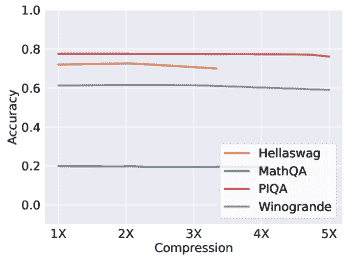 1.0
0.8
0.6
0.4
0.2
0.0
Accuracy
Hellaswag
MathQA
PIQA
Winogrande
1X 2X 3X 4X 5X
Compression